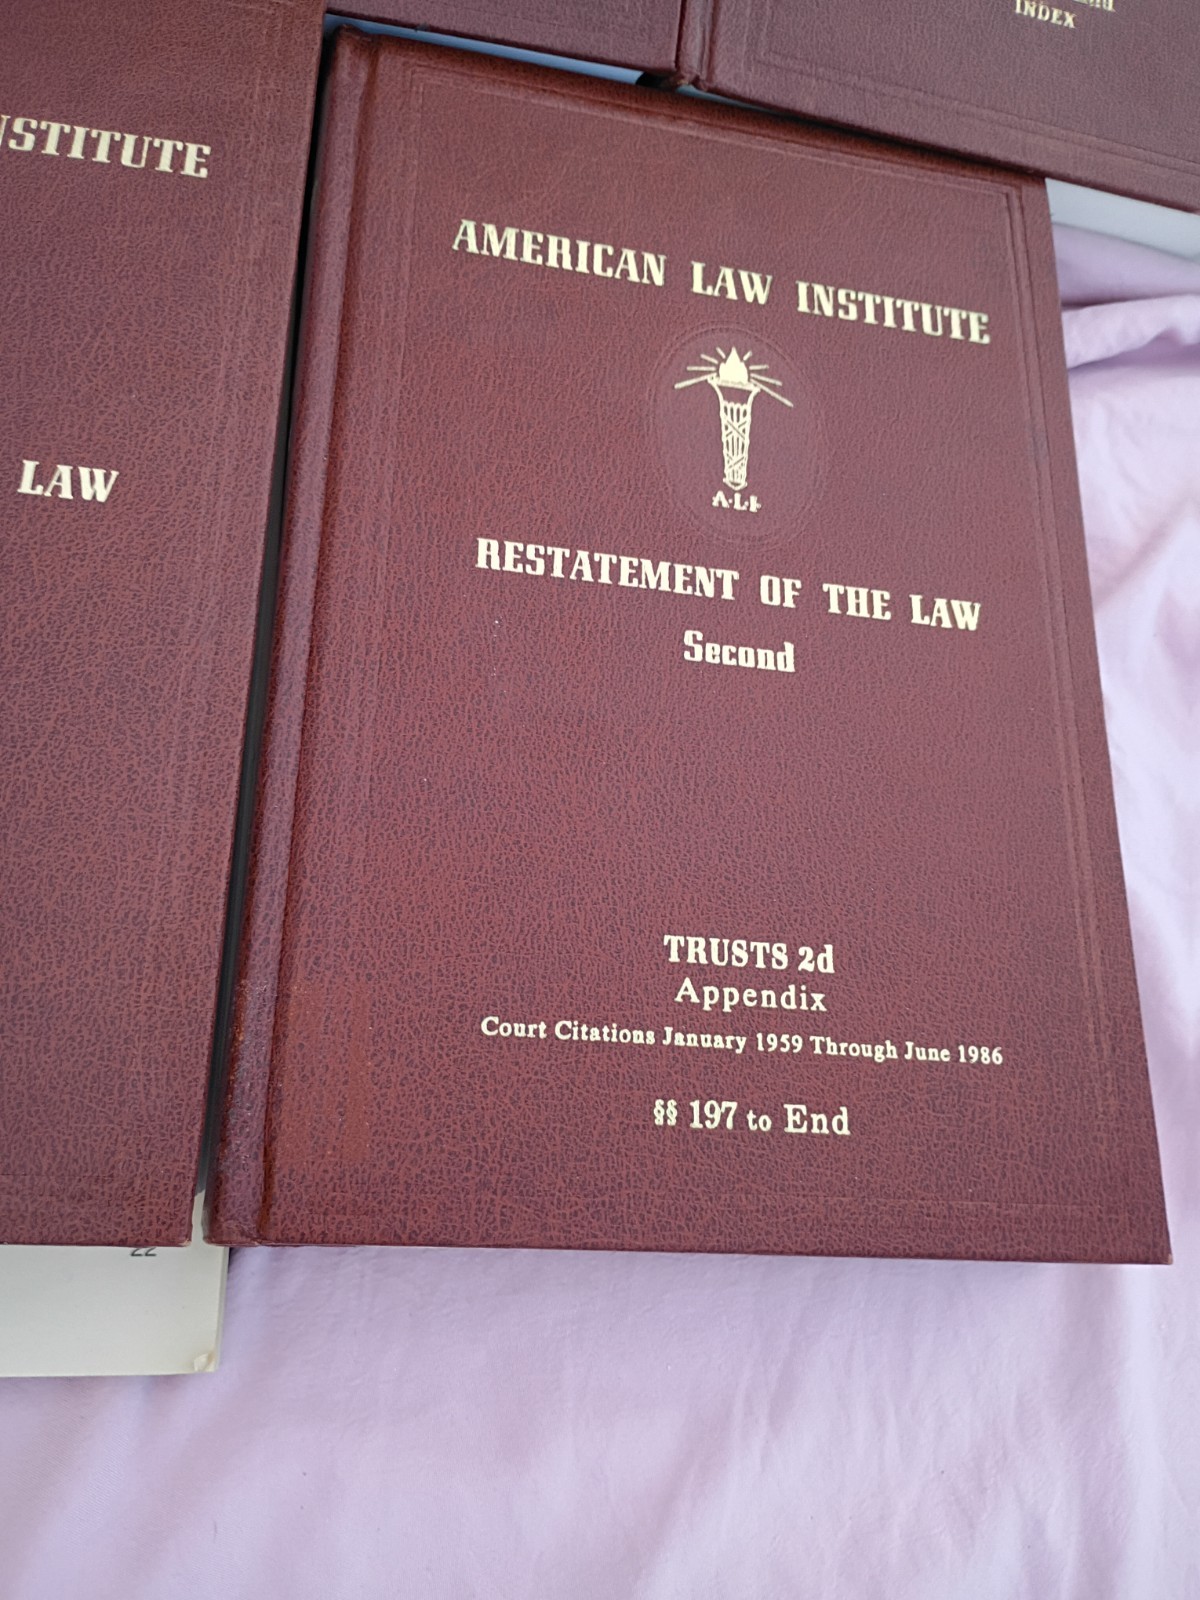 INDEX
INSTITUTE
LAW
AMERICAN LAW INSTITUTE
A·L·I
RESTATEMENT OF THE LAW
Second
TRUSTS 2d
Appendix
Court Citations January 1959 Through June 1986
§§ 197 to End
22